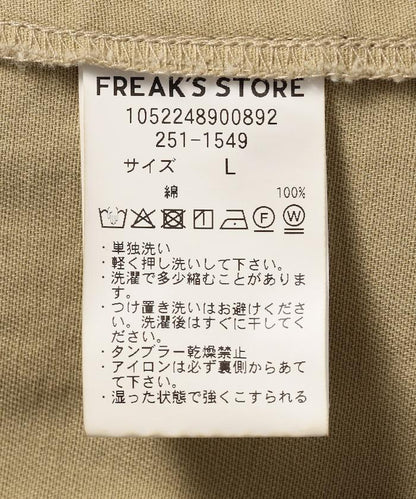 FREAK'S STORE
1052248900892
251-1549
サイズ L
綿 100%
F W
・単独洗い
・軽く押し洗いして下さい。
・洗濯で多少縮むことがありま
す。
・つけ置き洗いはお避けくださ
い。洗濯後はすぐに干してく
ださい。
・タンブラー乾燥禁止
・アイロンは必ず裏側からあて
て下さい。
・湿った状態で強くこすられる